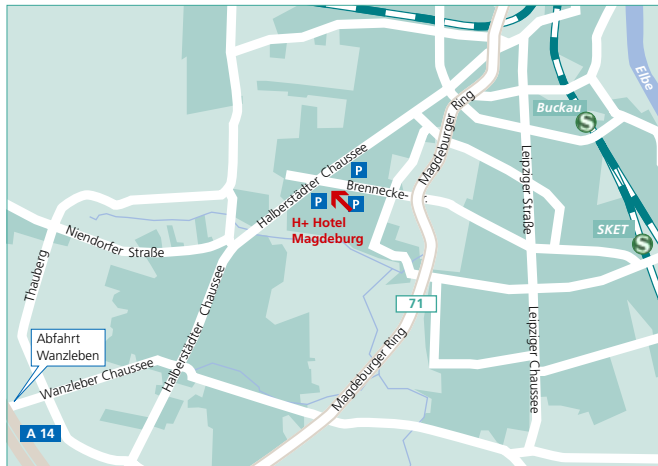 Elbe
Buckau
S
Magdeburger Ring
Halberstädter Chaussee
P
Brennecke-
P
P
H+ Hotel
Magdeburg
Leipziger Straße
SKET
S
Niendorfer Straße
Thauberg
Halberstädter Chaussee
71
Abfahrt
Wanzleben
Wanzleber Chaussee
Magdeburger Ring
Leipziger Chaussee
A 14